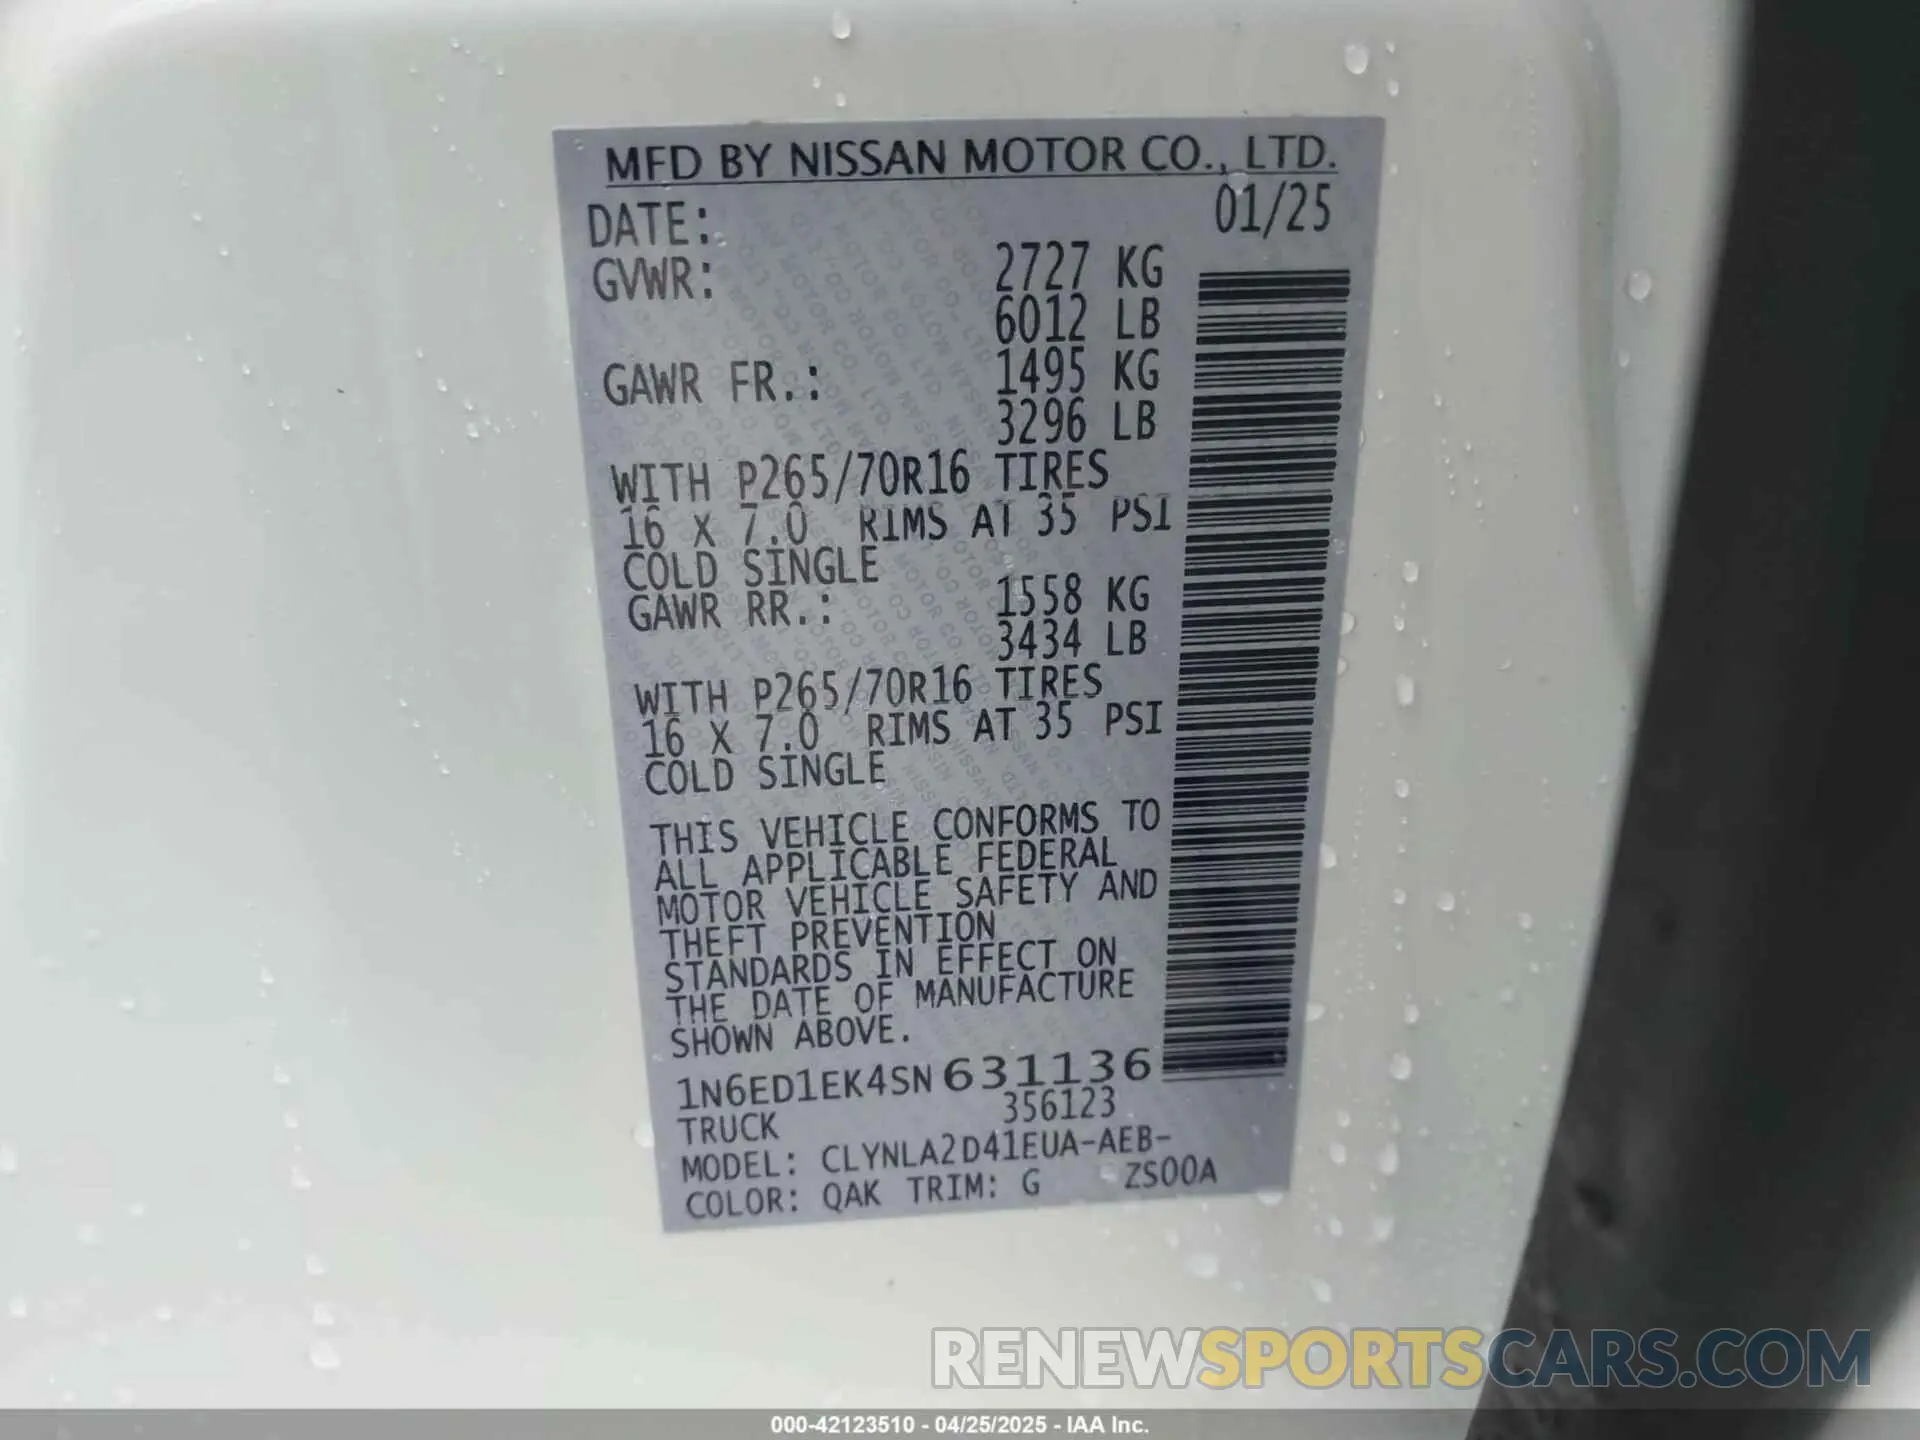 MFD BY NISSAN MOTOR CO., LTD.
DATE: 01/25
GVWR: 2727 KG
6012 LB
GAWR FR.: 1495 KG
3296 LB
WITH P265/70R16 TIRES
16 X 7.0 RIMS AT 35 PSI
COLD SINGLE
GAWR RR.: 1558 KG
3434 LB
WITH P265/70R16 TIRES
16 X 7.0 RIMS AT 35 PSI
COLD SINGLE
THIS VEHICLE CONFORMS TO
ALL APPLICABLE FEDERAL
MOTOR VEHICLE SAFETY AND
THEFT PREVENTION
STANDARDS IN EFFECT ON
THE DATE OF MANUFACTURE
SHOWN ABOVE.
1N6ED1EK4SN631136
TRUCK 356123
MODEL: CLYNLA2D41EUA-AEB-
COLOR: QAK TRIM: G ZS00A
RENEWSPORTSCARS.COM
000-42123510 - 04/25/2025 - IAA Inc.